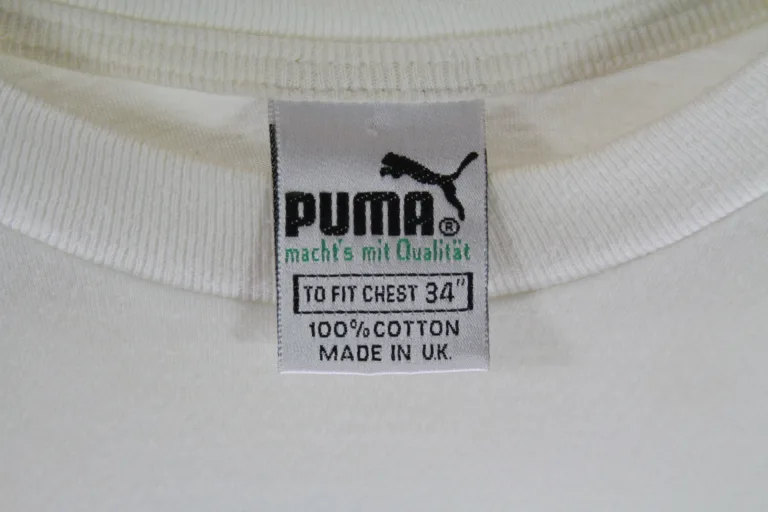 PUMA®
macht's mit Qualität
TO FIT CHEST 34"
100% COTTON
MADE IN U.K.